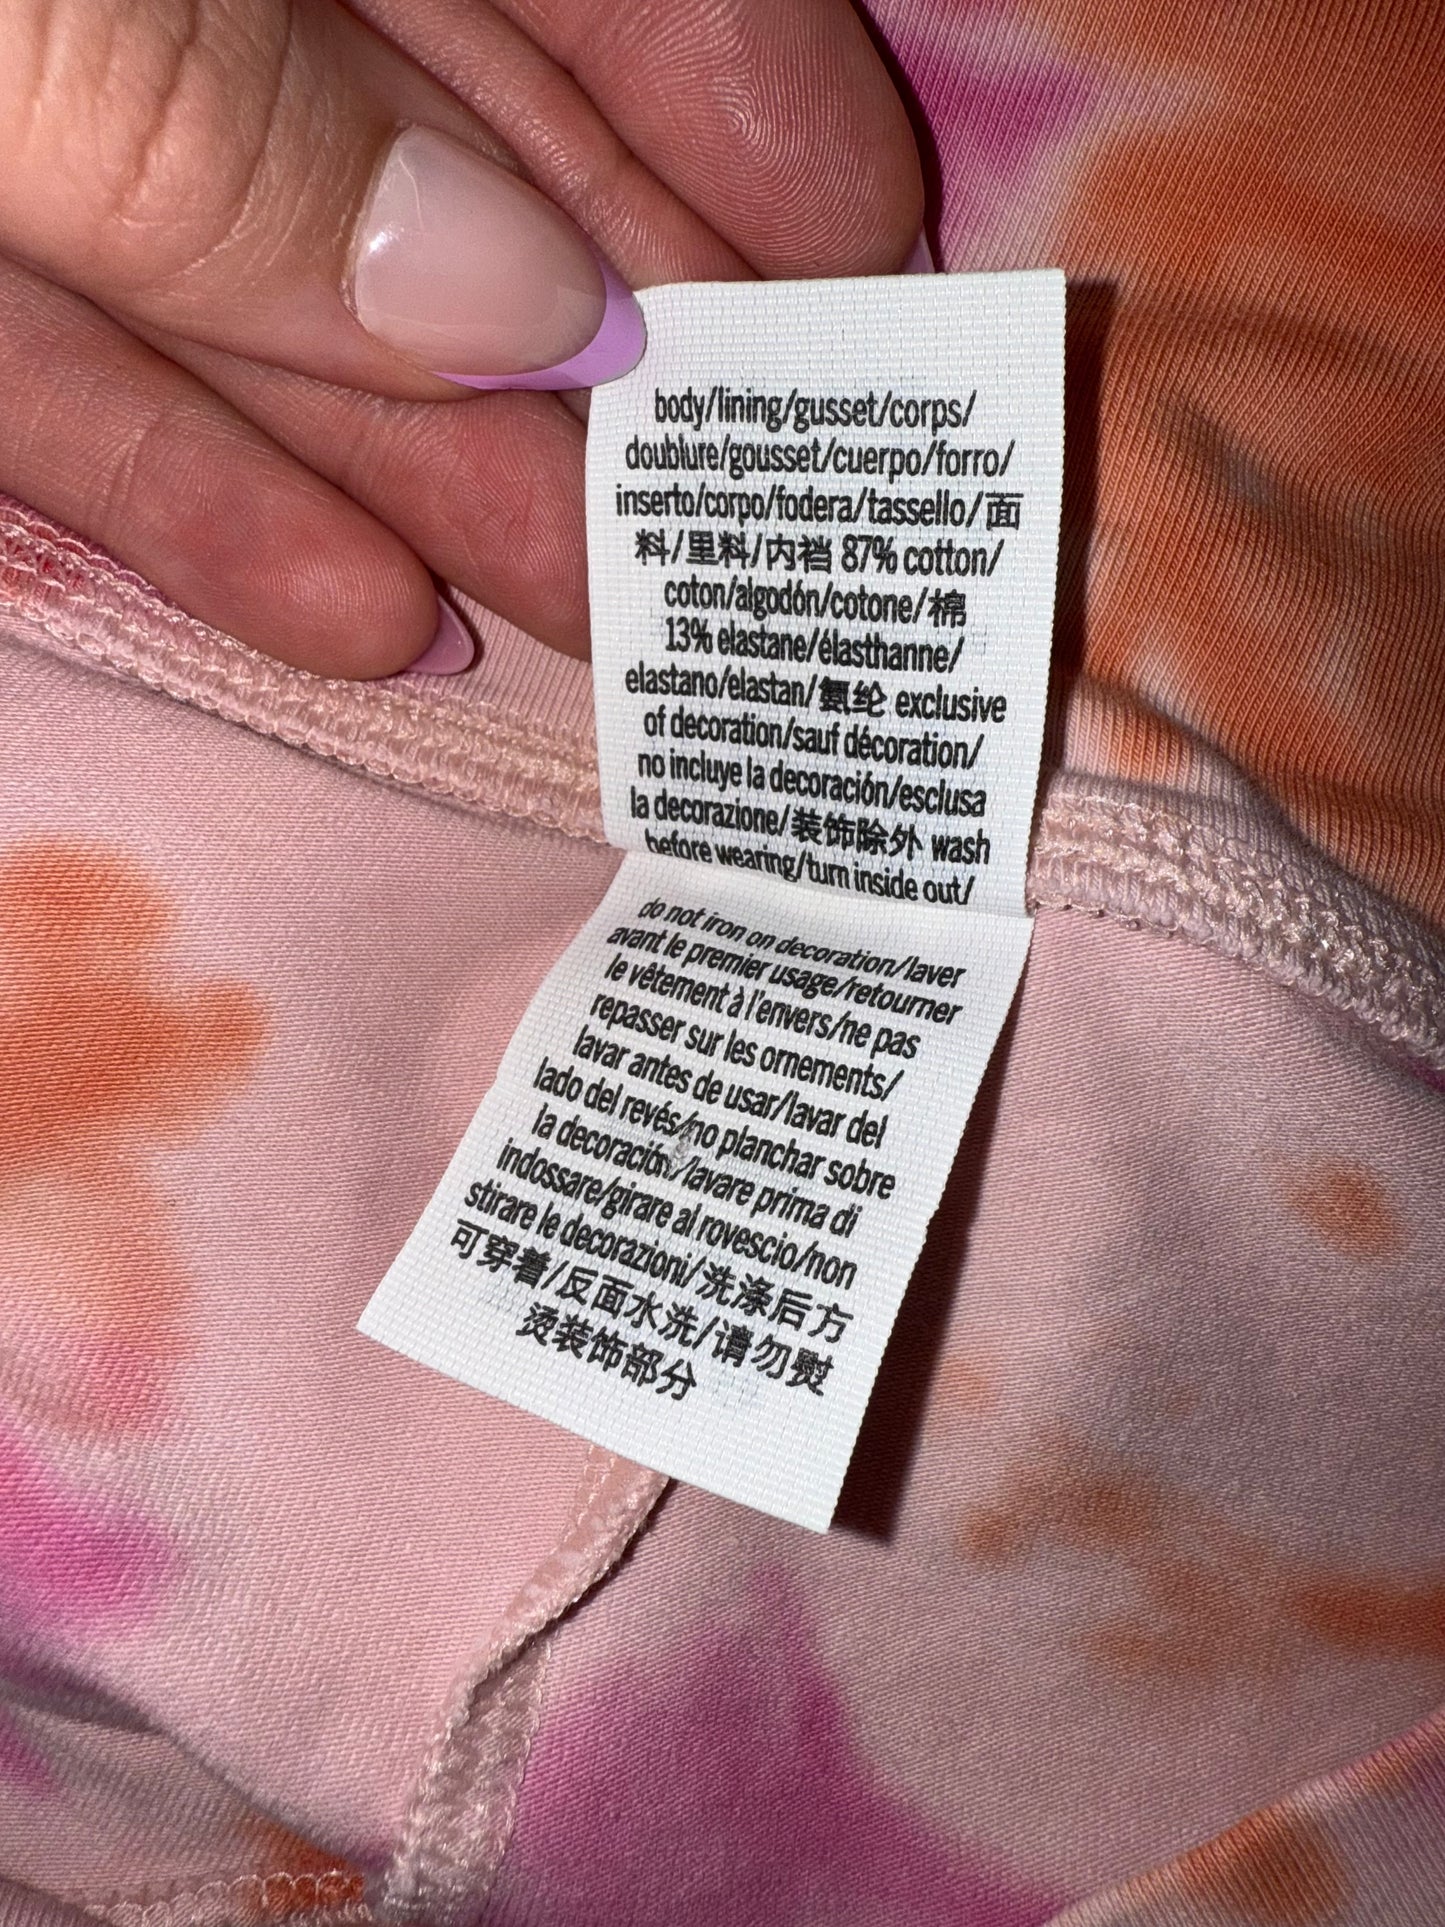 body/lining/gusset/corps/
doublure/gousset/cuerpo/forro/
inserto/corpo/fodera/tassello/面
料/里料/内裆 87% cotton/
coton/algodón/cotone/棉
13% elastane/élasthanne/
elastano/elastan/氨纶 exclusive
of decoration/sauf décoration/
no incluye la decoración/esclusa
la decorazione/装饰除外 wash
before wearing/turn inside out/
do not iron on decoration/laver
avant le premier usage/retourner
le vêtement à l'envers/ne pas
repasser sur les ornements/
lavar antes de usar/lavar del
lado del revés/no planchar sobre
la decoración/lavare prima di
indossare/girare al rovescio/non
stirare le decorazioni/洗涤后方
可穿着/反面水洗/请勿熨
烫装饰部分